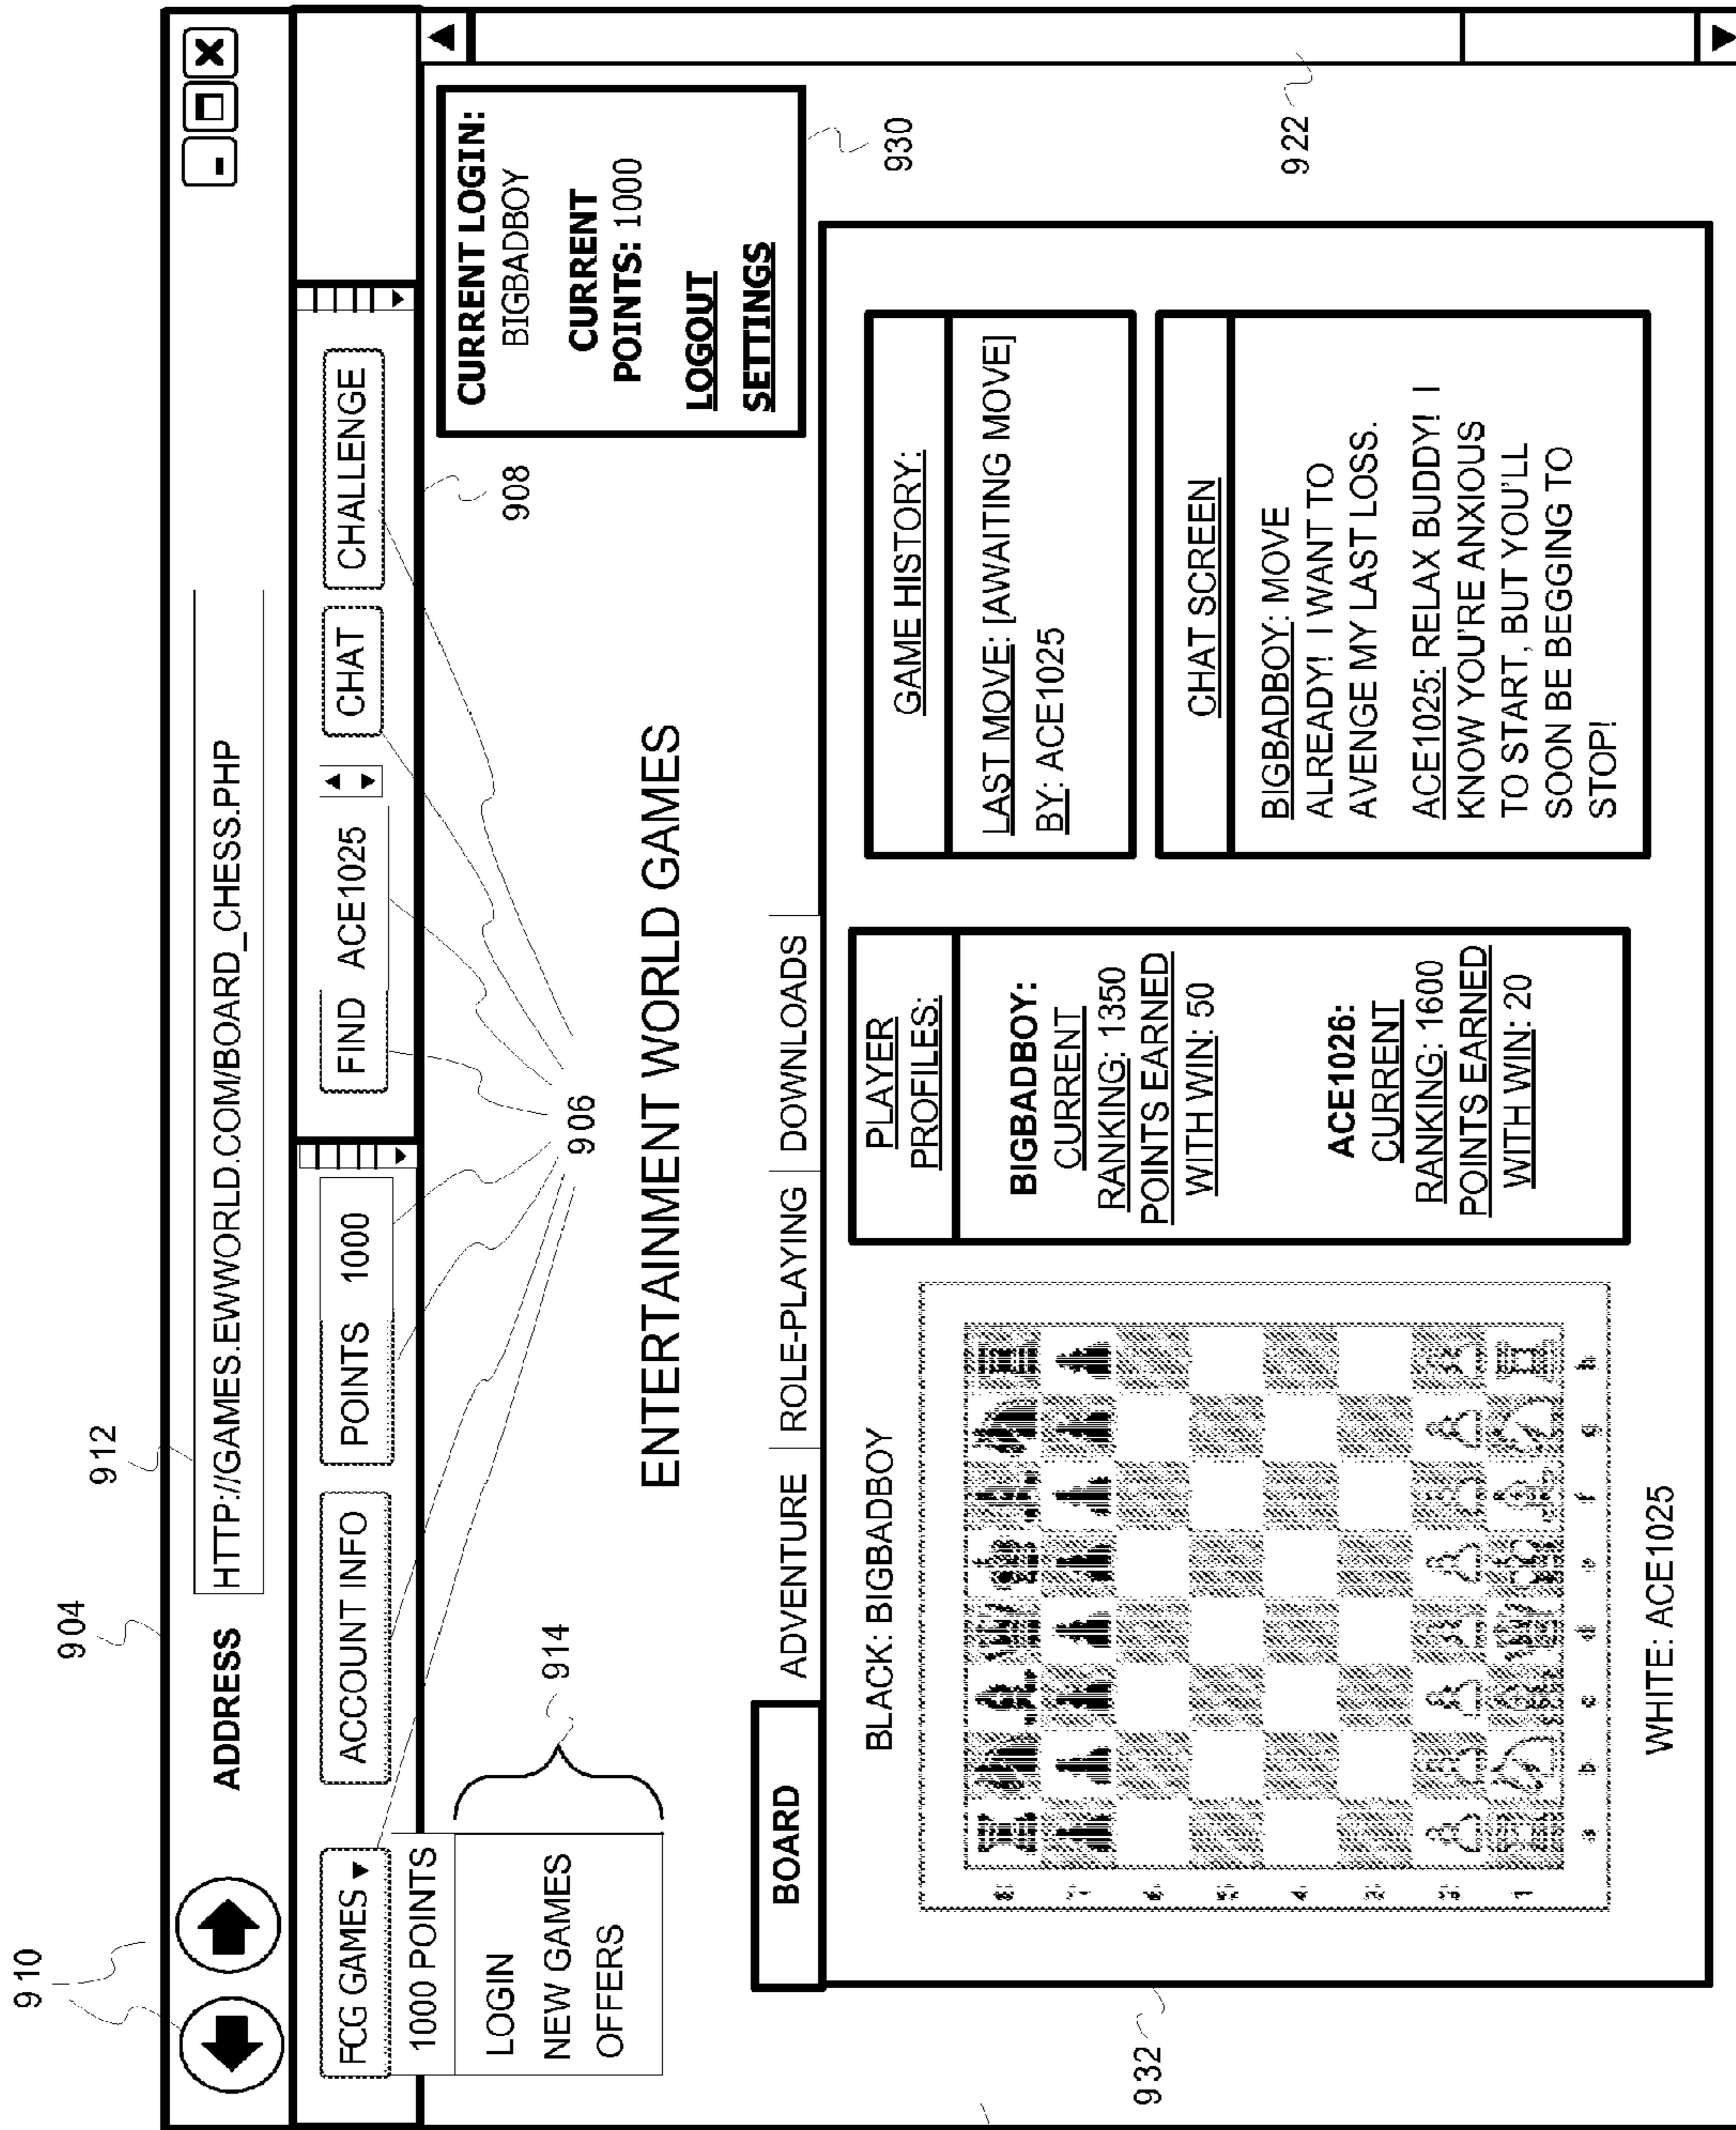 910
904
912
ADDRESS
HTTP://GAMES.EWWORLD.COM/BOARD_CHESS.PHP
FCG GAMES
ACCOUNT INFO
POINTS
1000
FIND
ACE1025
CHAT
CHALLENGE
1000 POINTS
LOGIN
NEW GAMES
OFFERS
914
906
908
ENTERTAINMENT WORLD GAMES
CURRENT LOGIN:
BIGBADBOY
CURRENT
POINTS: 1000
LOGOUT
SETTINGS
930
BOARD
ADVENTURE
ROLE-PLAYING
DOWNLOADS
BLACK: BIGBADBOY
a b c d e f g h
WHITE: ACE1025
PLAYER
PROFILES:
BIGBADBOY:
CURRENT
RANKING: 1350
POINTS EARNED
WITH WIN: 50
ACE1026:
CURRENT
RANKING: 1600
POINTS EARNED
WITH WIN: 20
GAME HISTORY:
LAST MOVE: [AWAITING MOVE]
BY: ACE1025
CHAT SCREEN
BIGBADBOY: MOVE
ALREADY! I WANT TO
AVENGE MY LAST LOSS.
ACE1025: RELAX BUDDY! I
KNOW YOU'RE ANXIOUS
TO START, BUT YOU'LL
SOON BE BEGGING TO
STOP!
922
932